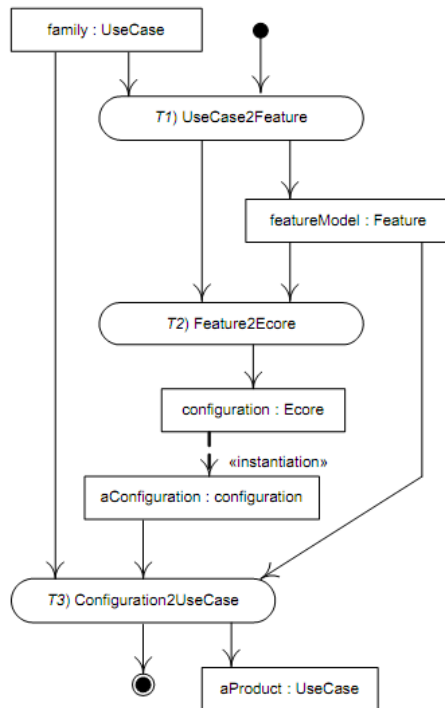 family : UseCase
T1) UseCase2Feature
featureModel : Feature
T2) Feature2Ecore
configuration : Ecore
«instantiation»
aConfiguration : configuration
T3) Configuration2UseCase
aProduct : UseCase